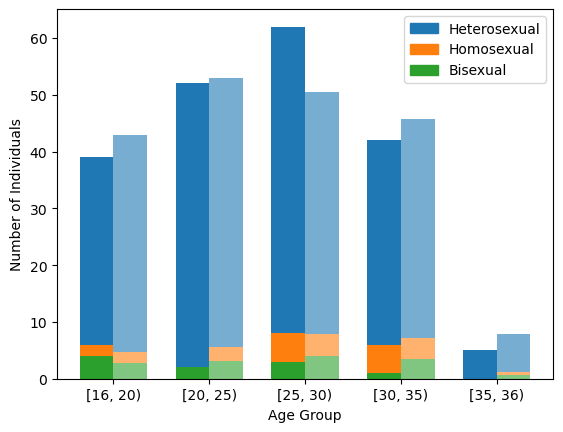 Heterosexual
Homosexual
Bisexual
Number of Individuals
60
50
40
30
20
10
0
[16, 20)
[20, 25)
[25, 30)
[30, 35)
[35, 36)
Age Group